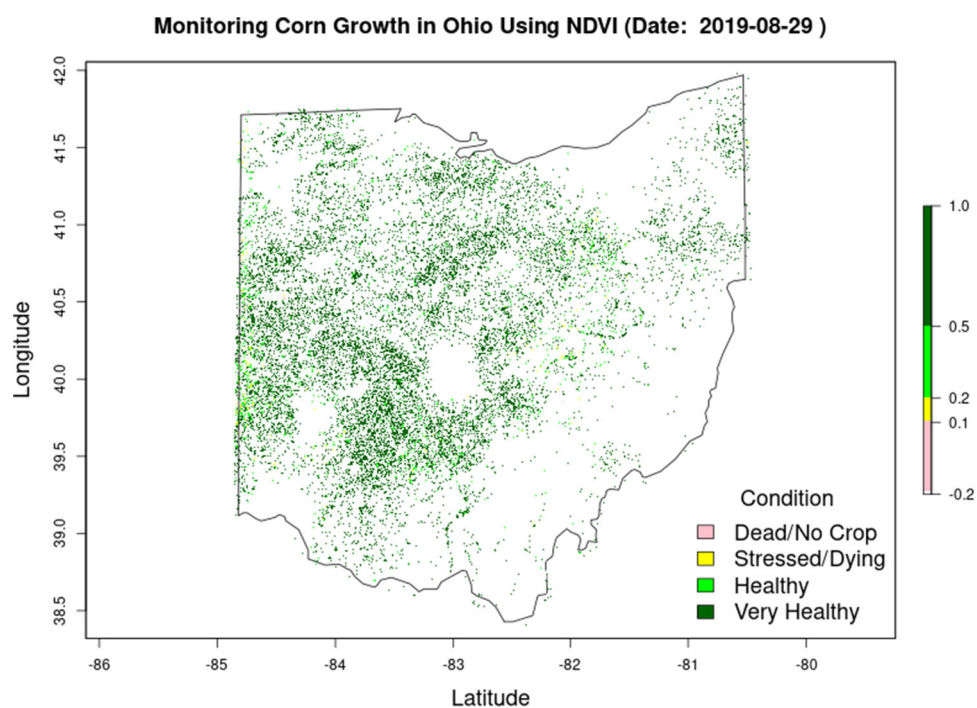 Monitoring Corn Growth in Ohio Using NDVI (Date:  2019-08-29 )
42.0
41.5
41.0
40.5
40.0
39.5
39.0
38.5
Longitude
-86
-85
-84
-83
-82
-81
-80
Latitude
1.0
0.5
0.2
0.1
-0.2
Condition
Dead/No Crop
Stressed/Dying
Healthy
Very Healthy